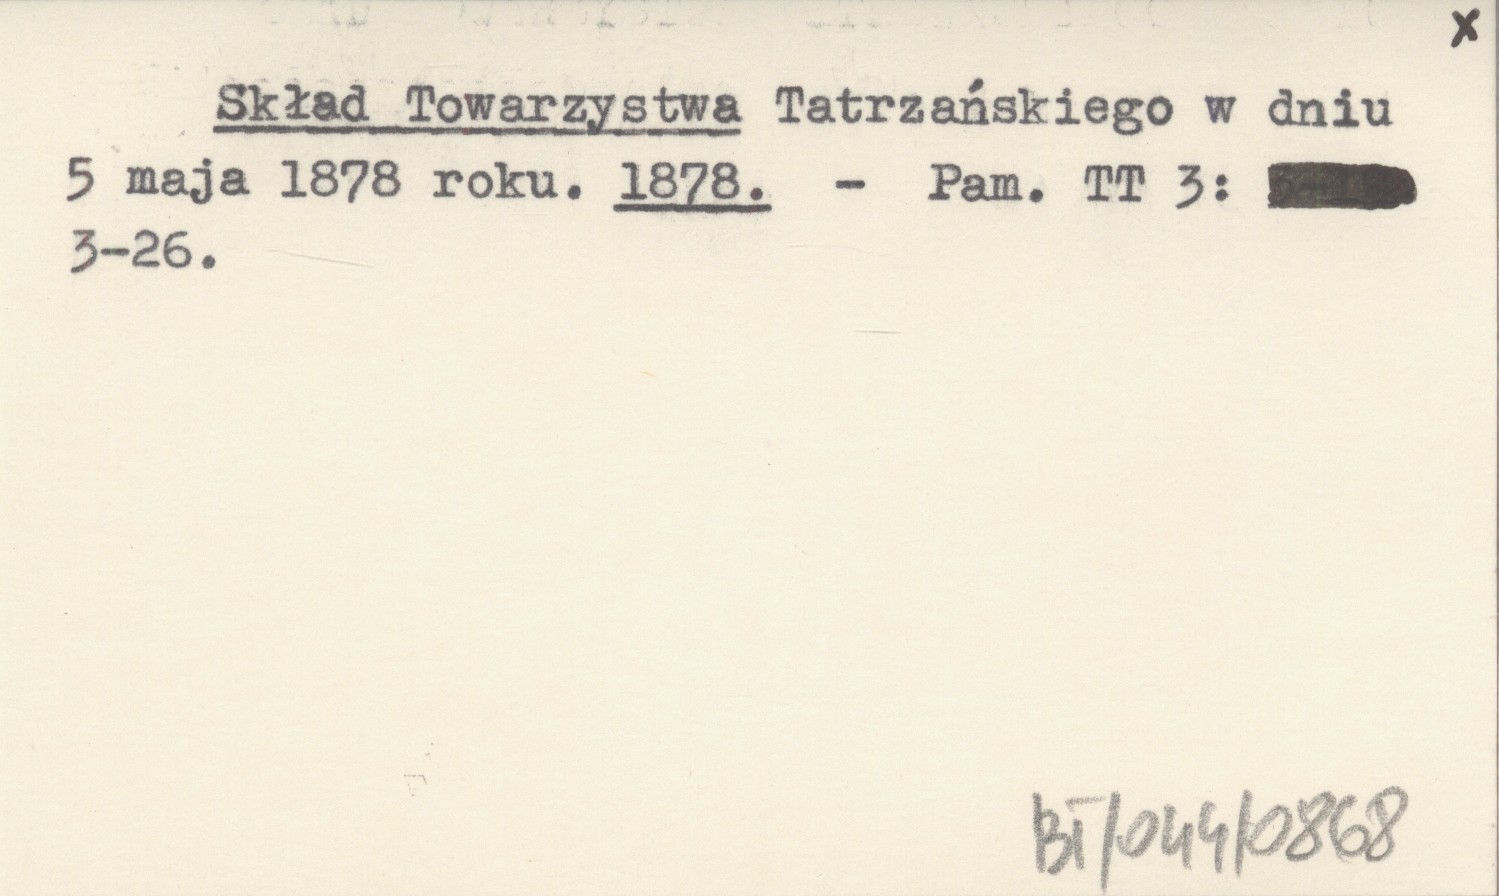 x
Skład Towarzystwa Tatrzańskiego w dniu
5 maja 1878 roku. 1878. - Pam. TT 3:
3-26.
BT/044/0868